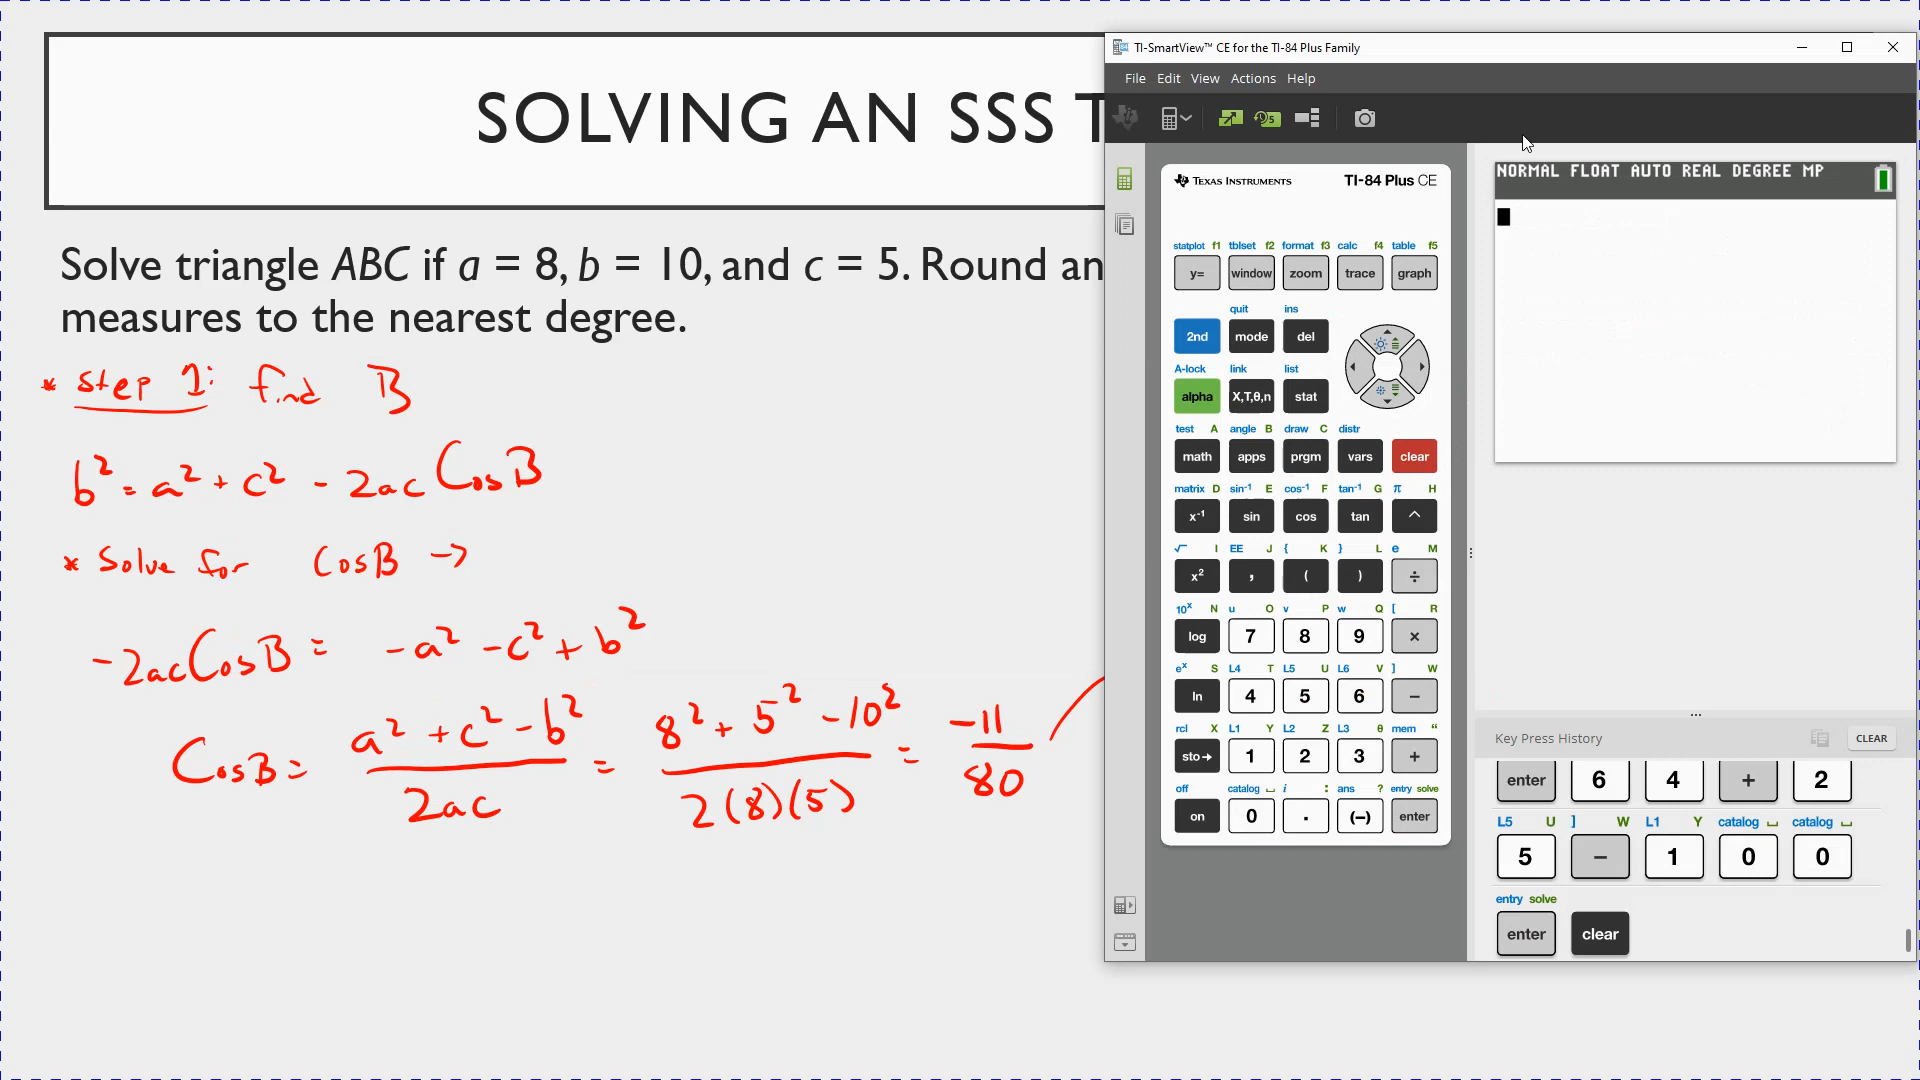 SOLVING AN SSS T
Solve triangle ABC if a = 8, b = 10, and c = 5. Round an
measures to the nearest degree.
* Step 1: find B
b² = a² + c² - 2ac CosB
* Solve for CosB →
-2acCosB = -a² - c² + b²
CosB = (a² + c² - b²)/(2ac) = (8² + 5² - 10²)/(2(8)(5)) = -11/80
TI-SmartView™ CE for the TI-84 Plus Family
File Edit View Actions Help
TEXAS INSTRUMENTS TI-84 Plus CE
statplot f1 tblset f2 format f3 calc f4 table f5
y= window zoom trace graph
quit ins
2nd mode del
A-lock link list
alpha X,T,θ,n stat
test A angle B draw C distr
math apps prgm vars clear
matrix D sin⁻¹ E cos⁻¹ F tan⁻¹ G π H
x⁻¹ sin cos tan ^
√ I EE J { K } L e M
x² , ( ) ÷
10ˣ N u O v P w Q [ R
log 7 8 9 ×
eˣ S L4 T L5 U L6 V ] W
ln 4 5 6 −
rcl X L1 Y L2 Z L3 θ mem “
sto→ 1 2 3 +
off catalog ⎵ i : ans ? entry solve
on 0 . (−) enter
NORMAL FLOAT AUTO REAL DEGREE MP
Key Press History CLEAR
enter 6 4 + 2
L5 U ] W L1 Y catalog ⎵ catalog ⎵
5 − 1 0 0
entry solve
enter clear